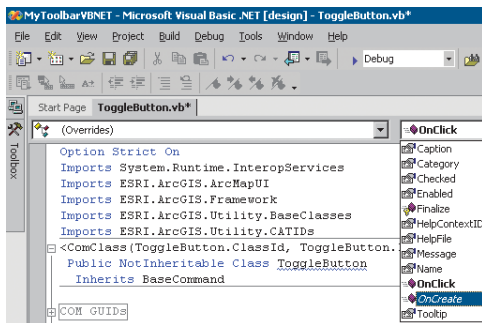 MyToolbarVBNET - Microsoft Visual Basic .NET [design] - ToggleButton.vb*
File Edit View Project Build Debug Tools Window Help
Debug
Start Page ToggleButton.vb*
Toolbox
(Overrides) OnClick
Option Strict On
Imports System.Runtime.InteropServices
Imports ESRI.ArcGIS.ArcMapUI
Imports ESRI.ArcGIS.Framework
Imports ESRI.ArcGIS.Utility.BaseClasses
Imports ESRI.ArcGIS.Utility.CATIDs
<ComClass(ToggleButton.ClassId, ToggleButton.
Public NotInheritable Class ToggleButton
Inherits BaseCommand
COM GUIDs
Caption
Category
Checked
Enabled
Finalize
HelpContextID
HelpFile
Message
Name
OnClick
OnCreate
Tooltip